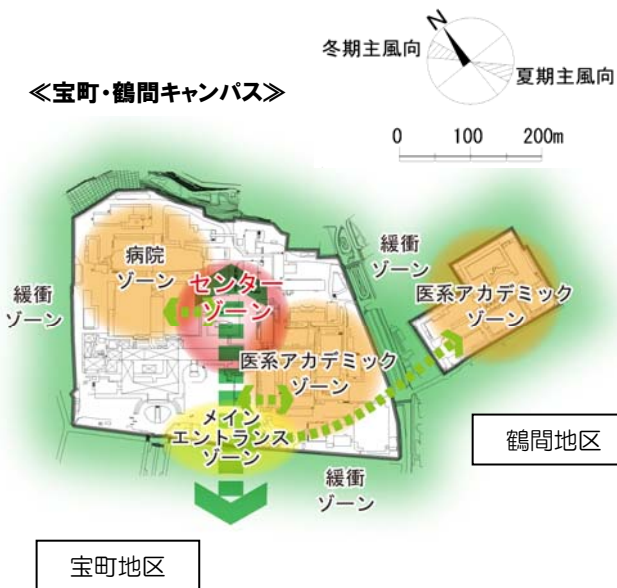 N
冬期主風向
夏期主風向
≪宝町・鶴間キャンパス≫
0 100 200m
病院
ゾーン
センター
ゾーン
緩衝
ゾーン
緩衝
ゾーン
医系アカデミック
ゾーン
医系アカデミック
ゾーン
メイン
エントランス
ゾーン
鶴間地区
緩衝
ゾーン
宝町地区